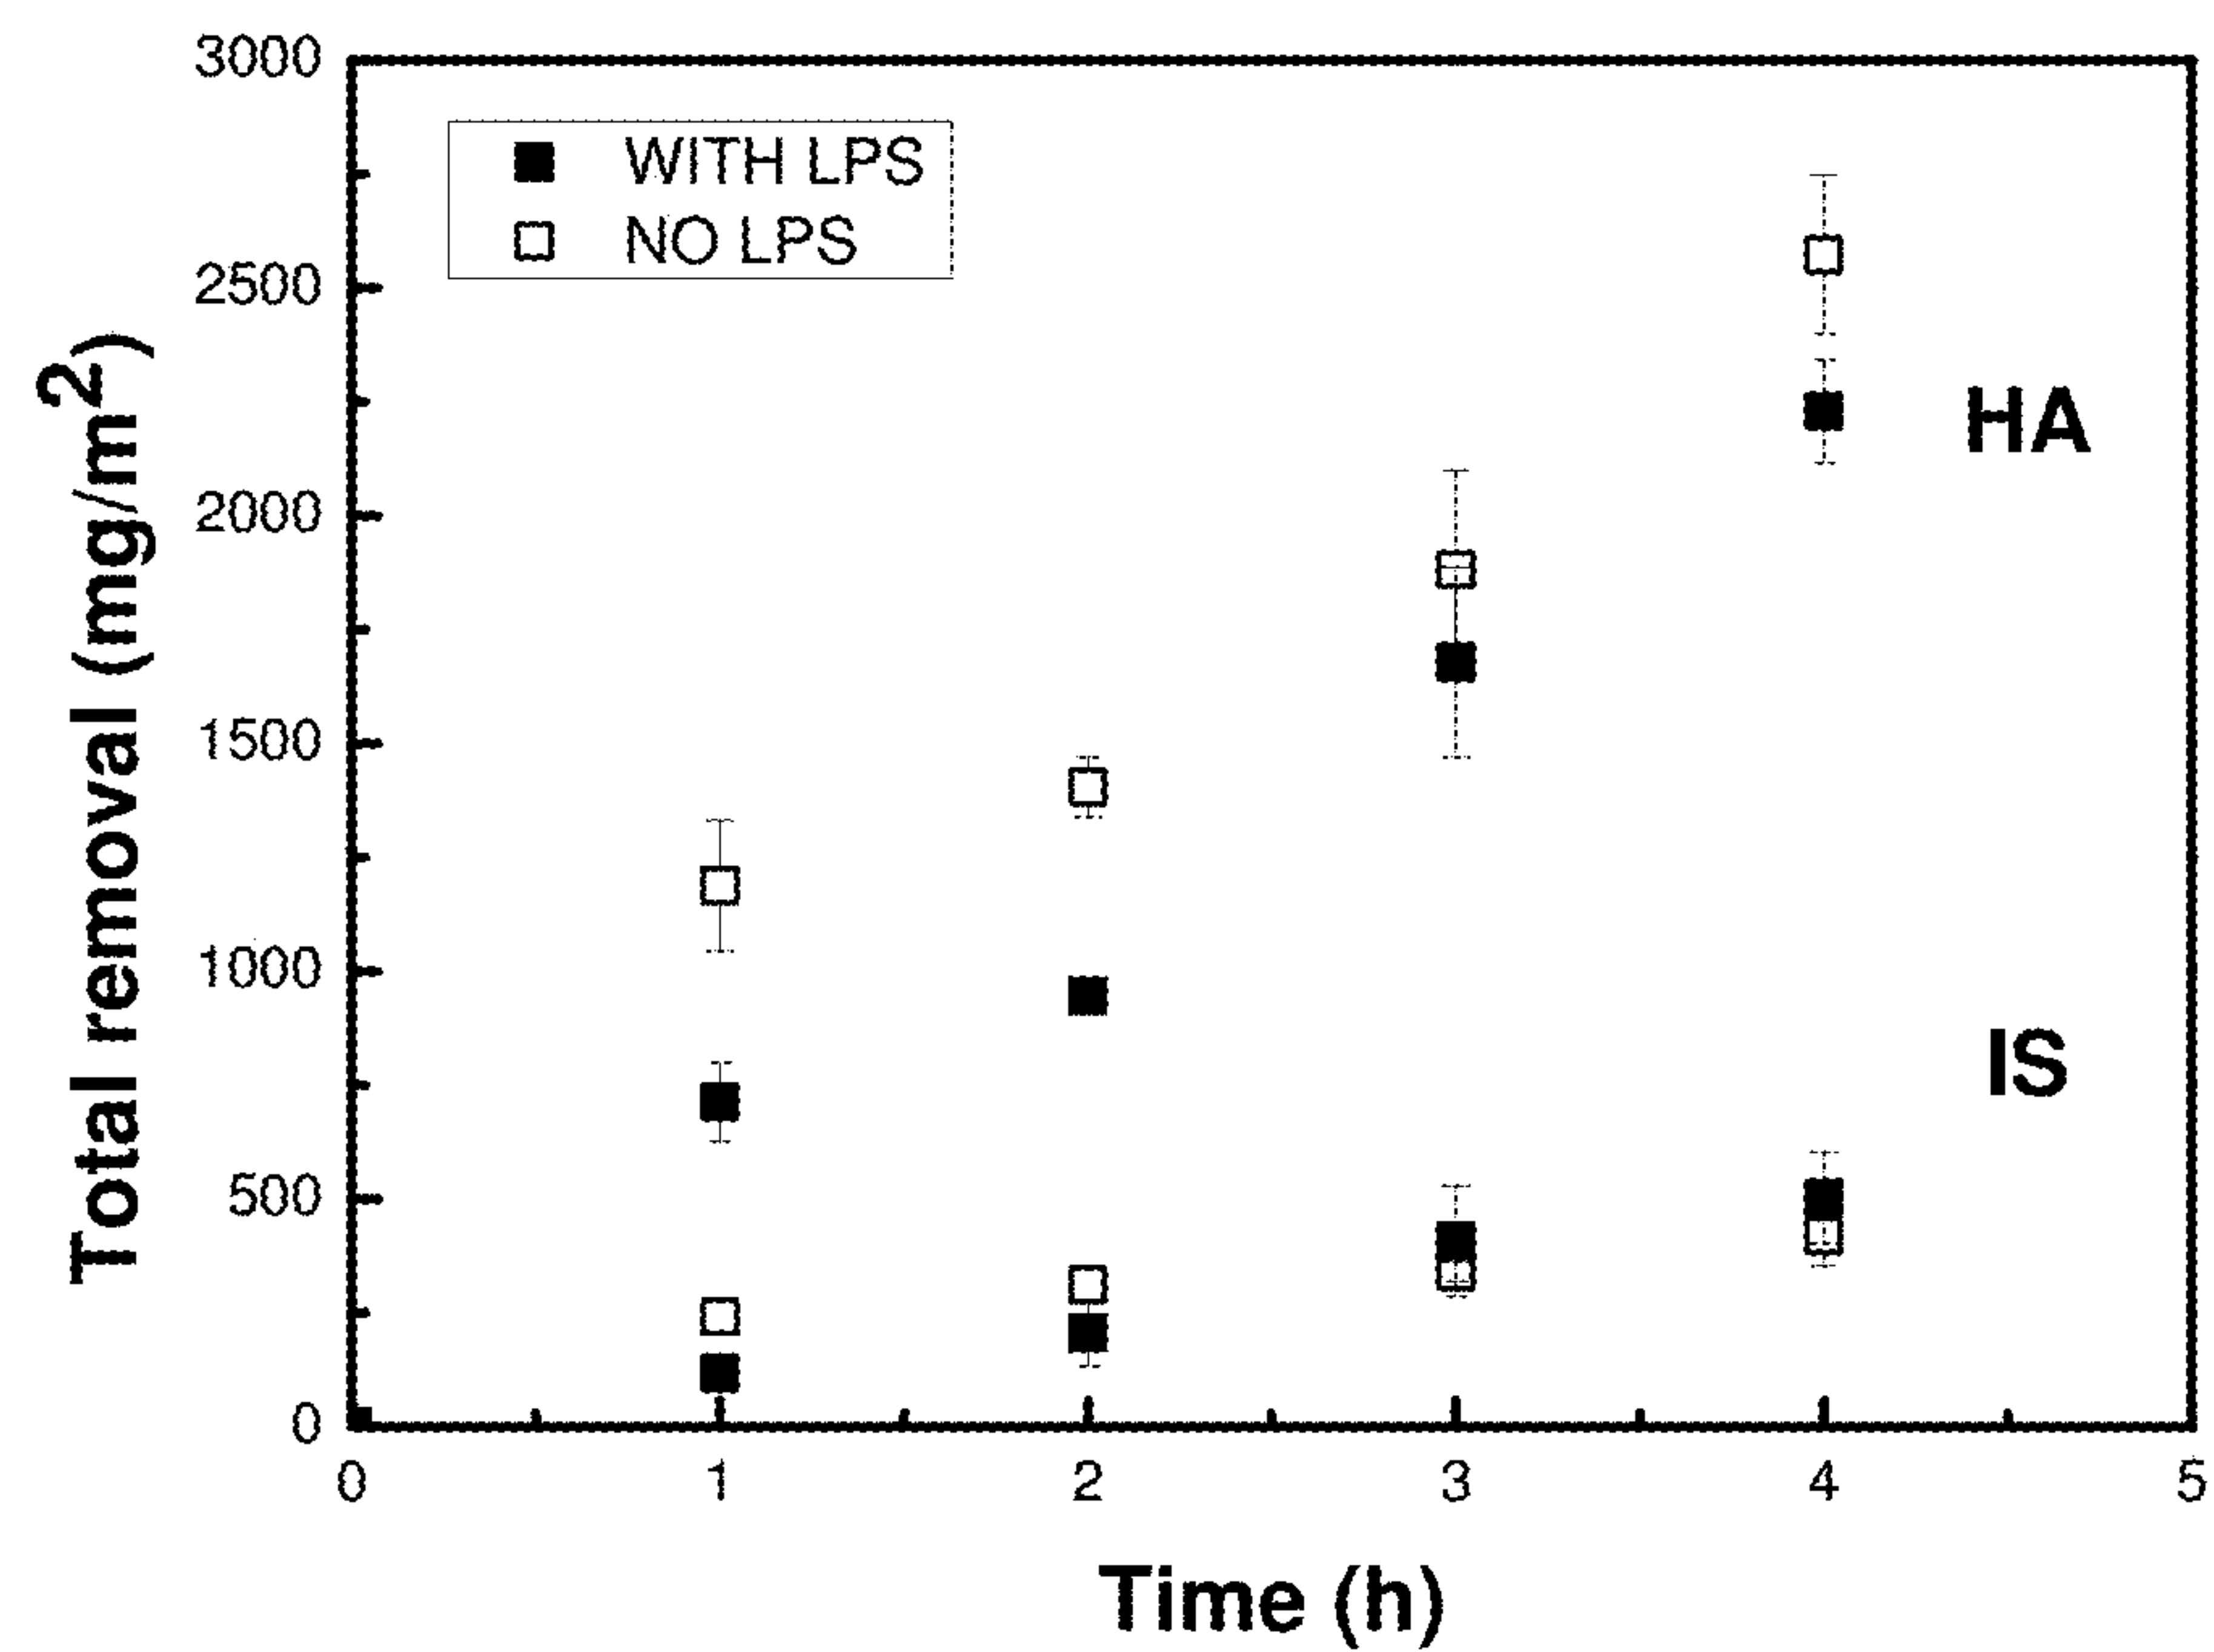 3000
2500
2000
1500
1000
500
0
Total removal (mg/m²)
WITH LPS
NO LPS
HA
IS
0 1 2 3 4 5
Time (h)